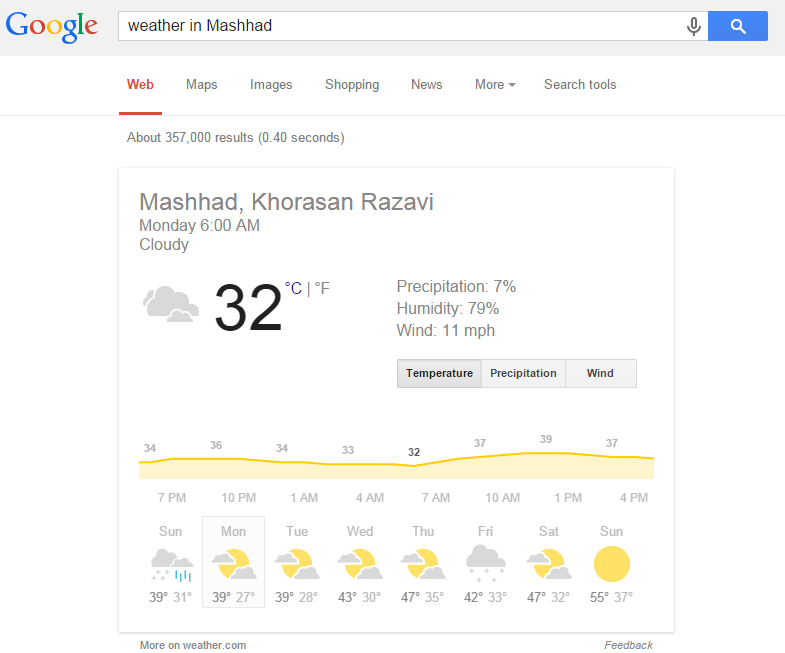 Google
weather in Mashhad
Web Maps Images Shopping News More Search tools
About 357,000 results (0.40 seconds)
Mashhad, Khorasan Razavi
Monday 6:00 AM
Cloudy
32 °C | °F
Precipitation: 7%
Humidity: 79%
Wind: 11 mph
Temperature Precipitation Wind
34 36 34 33 32 37 39 37
7 PM 10 PM 1 AM 4 AM 7 AM 10 AM 1 PM 4 PM
Sun Mon Tue Wed Thu Fri Sat Sun
39° 31° 39° 27° 39° 28° 43° 30° 47° 35° 42° 33° 47° 32° 55° 37°
More on weather.com Feedback